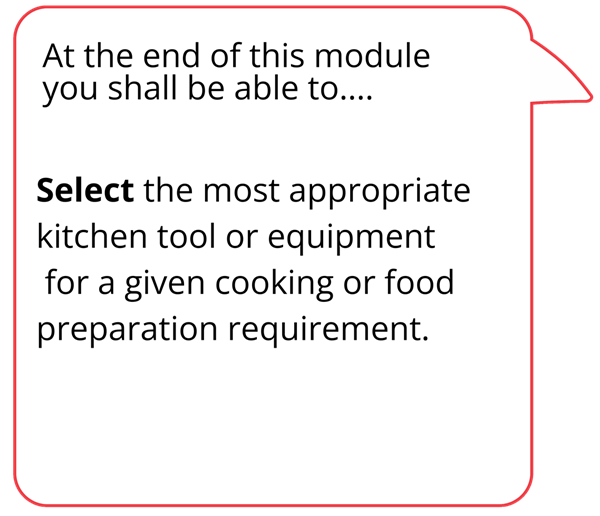 At the end of this module
you shall be able to....
Select the most appropriate
kitchen tool or equipment
for a given cooking or food
preparation requirement.